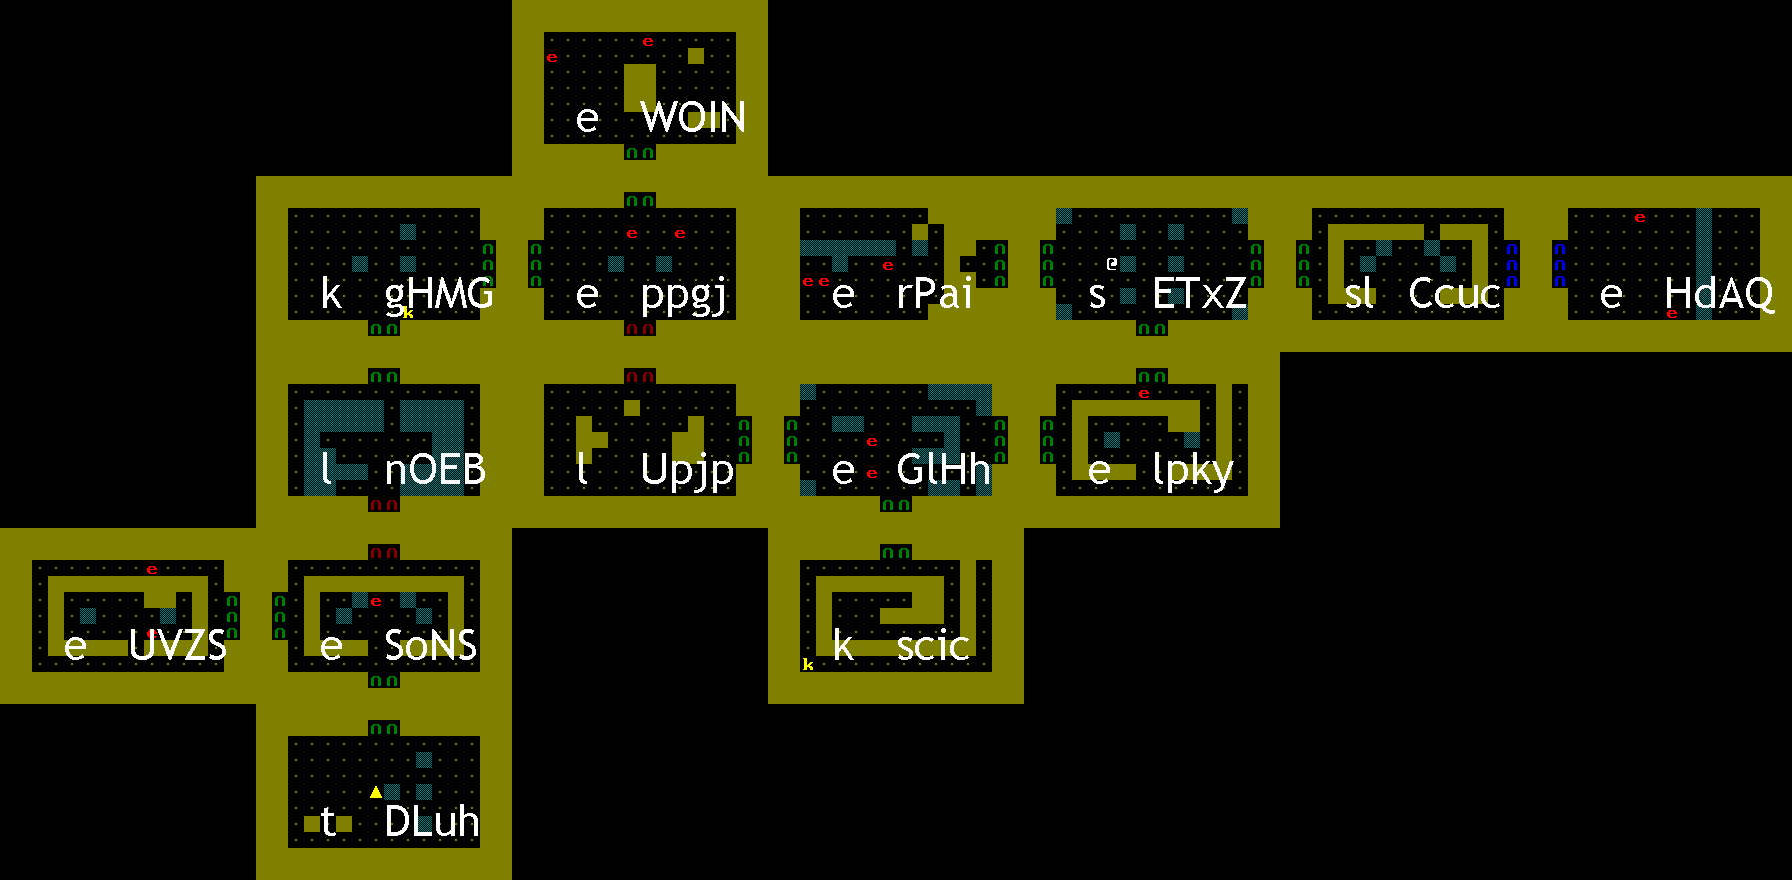 e WOIN
k gHMG e ppgj e rPai s ETxZ sl Ccuc e HdAQ
l nOEB l Upjp e GlHh e lpky
e UVZS e SoNS k scic
t DLuh